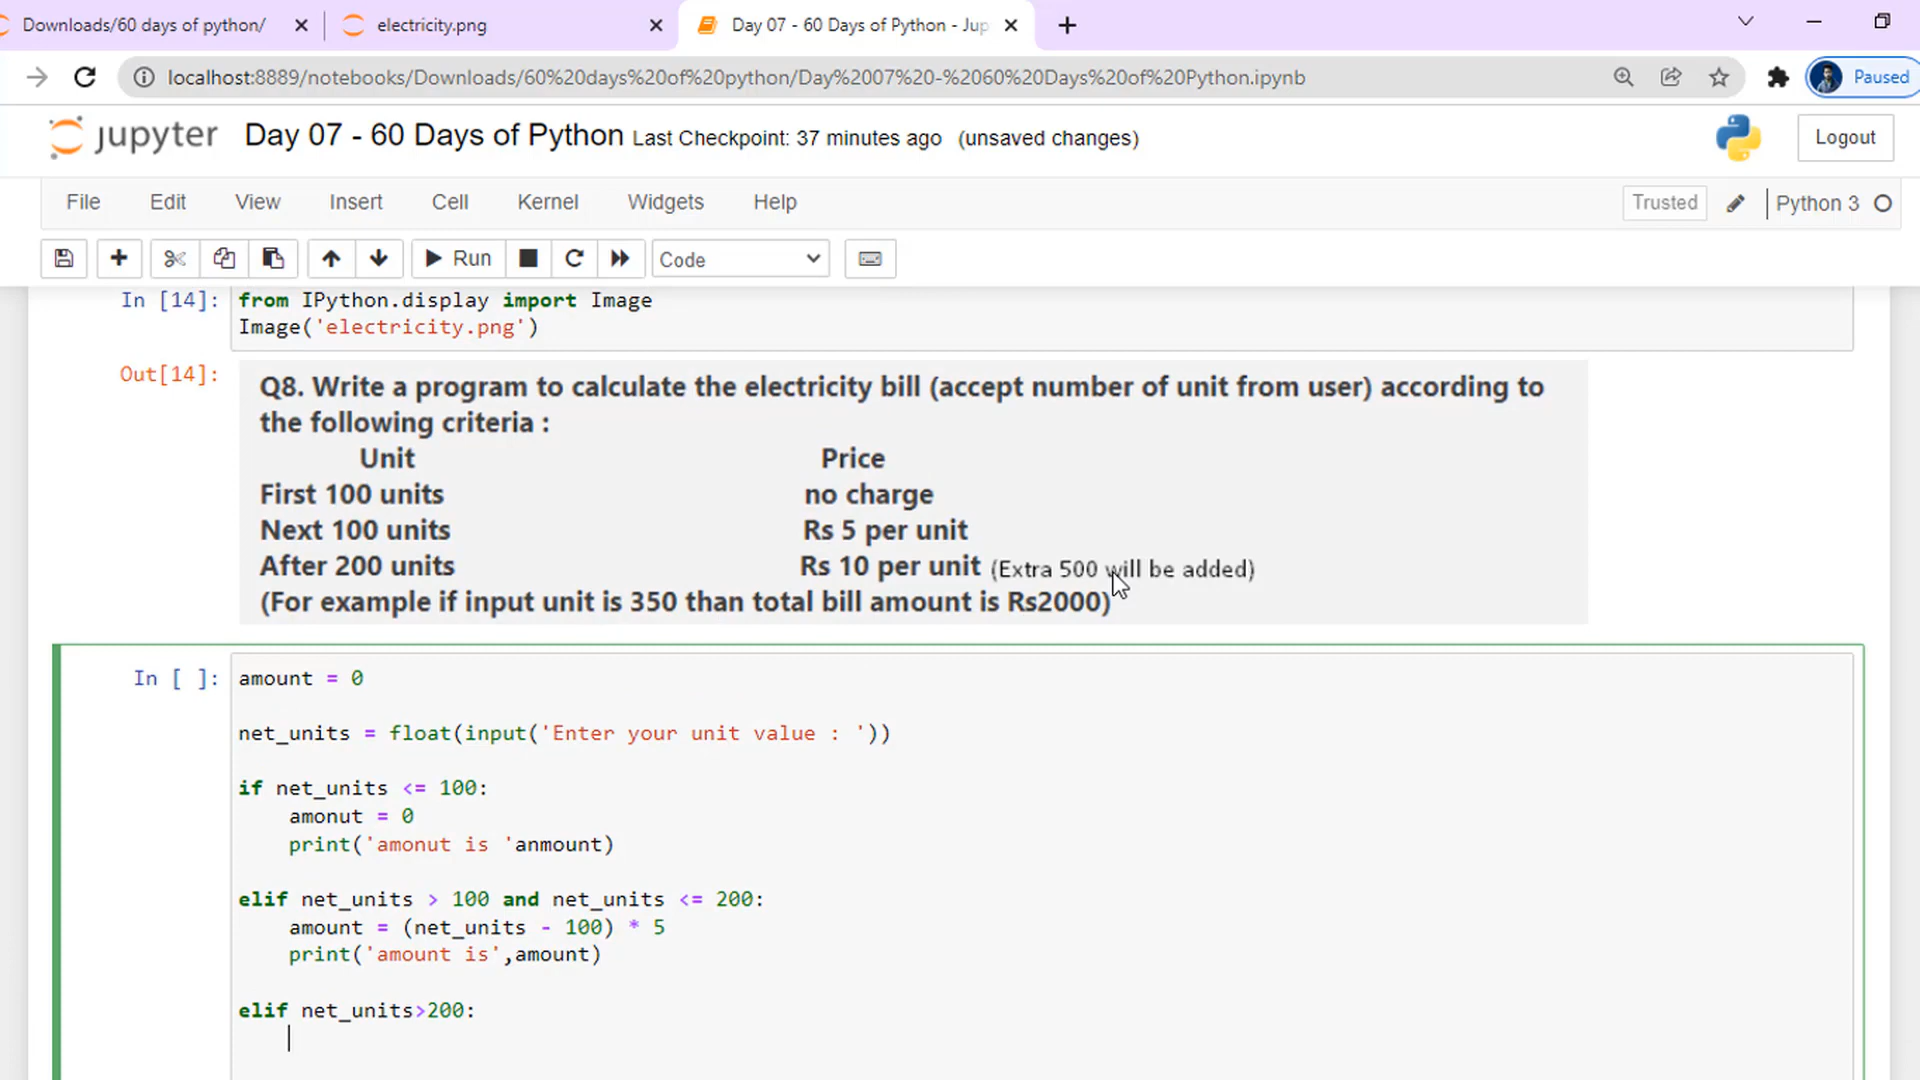 Downloads/60 days of python/
electricity.png
Day 07 - 60 Days of Python - Jup
localhost:8889/notebooks/Downloads/60%20days%20of%20python/Day%2007%20-%2060%20Days%20of%20Python.ipynb
Paused
jupyter Day 07 - 60 Days of Python Last Checkpoint: 37 minutes ago (unsaved changes)
Logout
File Edit View Insert Cell Kernel Widgets Help
Trusted
Python 3
Run
Code
In [14]: from IPython.display import Image
Image('electricity.png')
Out[14]:
Q8. Write a program to calculate the electricity bill (accept number of unit from user) according to
the following criteria :
Unit Price
First 100 units no charge
Next 100 units Rs 5 per unit
After 200 units Rs 10 per unit (Extra 500 will be added)
(For example if input unit is 350 than total bill amount is Rs2000)
In [ ]: amount = 0
net_units = float(input('Enter your unit value : '))
if net_units <= 100:
amonut = 0
print('amonut is 'anmount)
elif net_units > 100 and net_units <= 200:
amount = (net_units - 100) * 5
print('amount is',amount)
elif net_units>200: